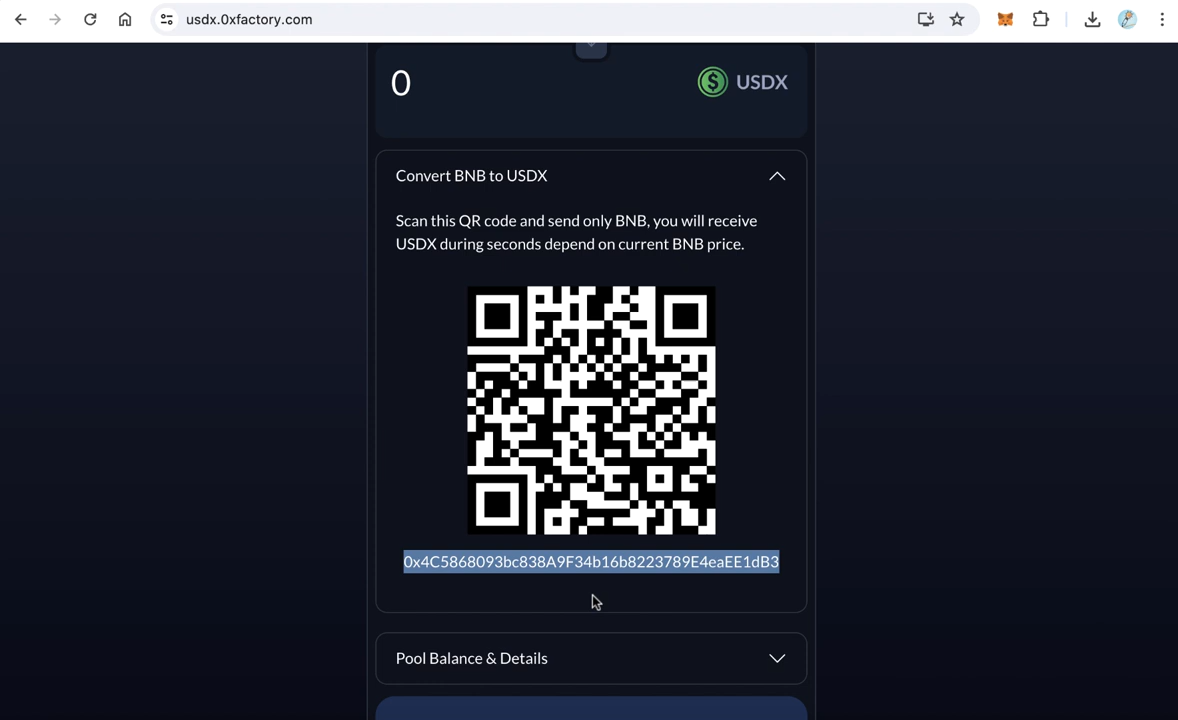 usdx.0xfactory.com
0
USDX
Convert BNB to USDX
Scan this QR code and send only BNB, you will receive
USDX during seconds depend on current BNB price.
0x4C5868093bc838A9F34b16b8223789E4eaEE1dB3
Pool Balance & Details